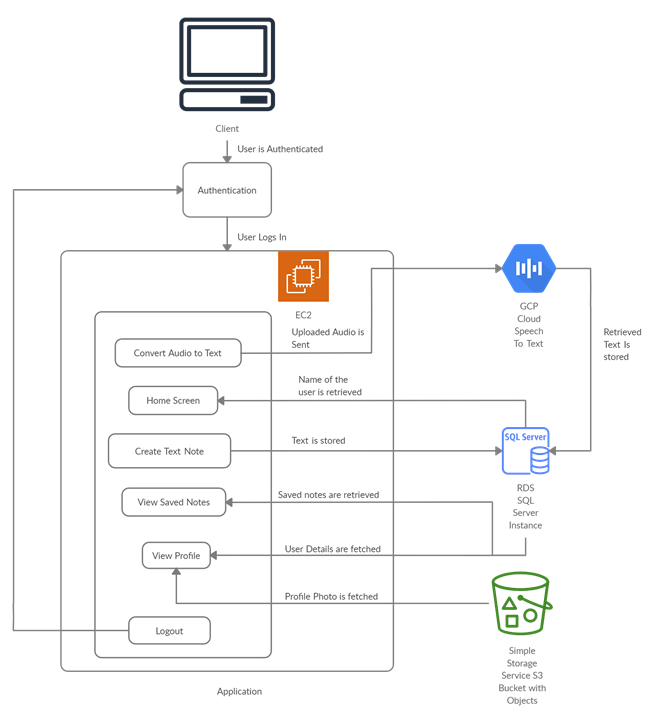 Client
User is Authenticated
Authentication
User Logs In
EC2
GCP
Cloud
Speech
To Text
Uploaded Audio is
Sent
Retrieved
Text Is
stored
Convert Audio to Text
Name of the
user is retrieved
Home Screen
SQL Server
Text is stored
Create Text Note
RDS
SQL
Server
Instance
Saved notes are retrieved
View Saved Notes
User Details are fetched
View Profile
Profile Photo is fetched
Logout
Simple
Storage
Service S3
Bucket with
Objects
Application